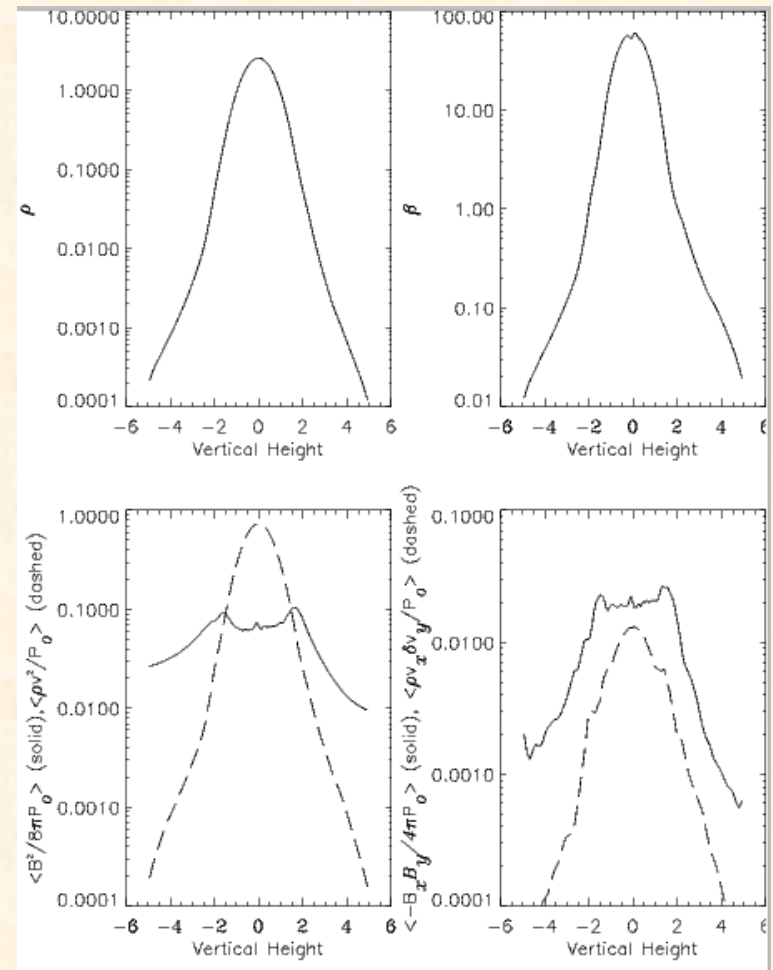 10.0000
1.0000
0.1000
0.0100
0.0010
0.0001
ρ
−6 −4 −2 0 2 4 6
Vertical Height
100.00
10.00
1.00
0.10
0.01
β
−6 −4 −2 0 2 4 6
Vertical Height
1.0000
0.1000
0.0100
0.0010
0.0001
<B²/8πP₀> (solid),<ρv²/P₀> (dashed)
−6 −4 −2 0 2 4 6
Vertical Height
0.1000
0.0100
0.0010
0.0001
<−BₓB_y/4πP₀> (solid), <ρvₓδv_y/P₀> (dashed)
−6 −4 −2 0 2 4 6
Vertical Height